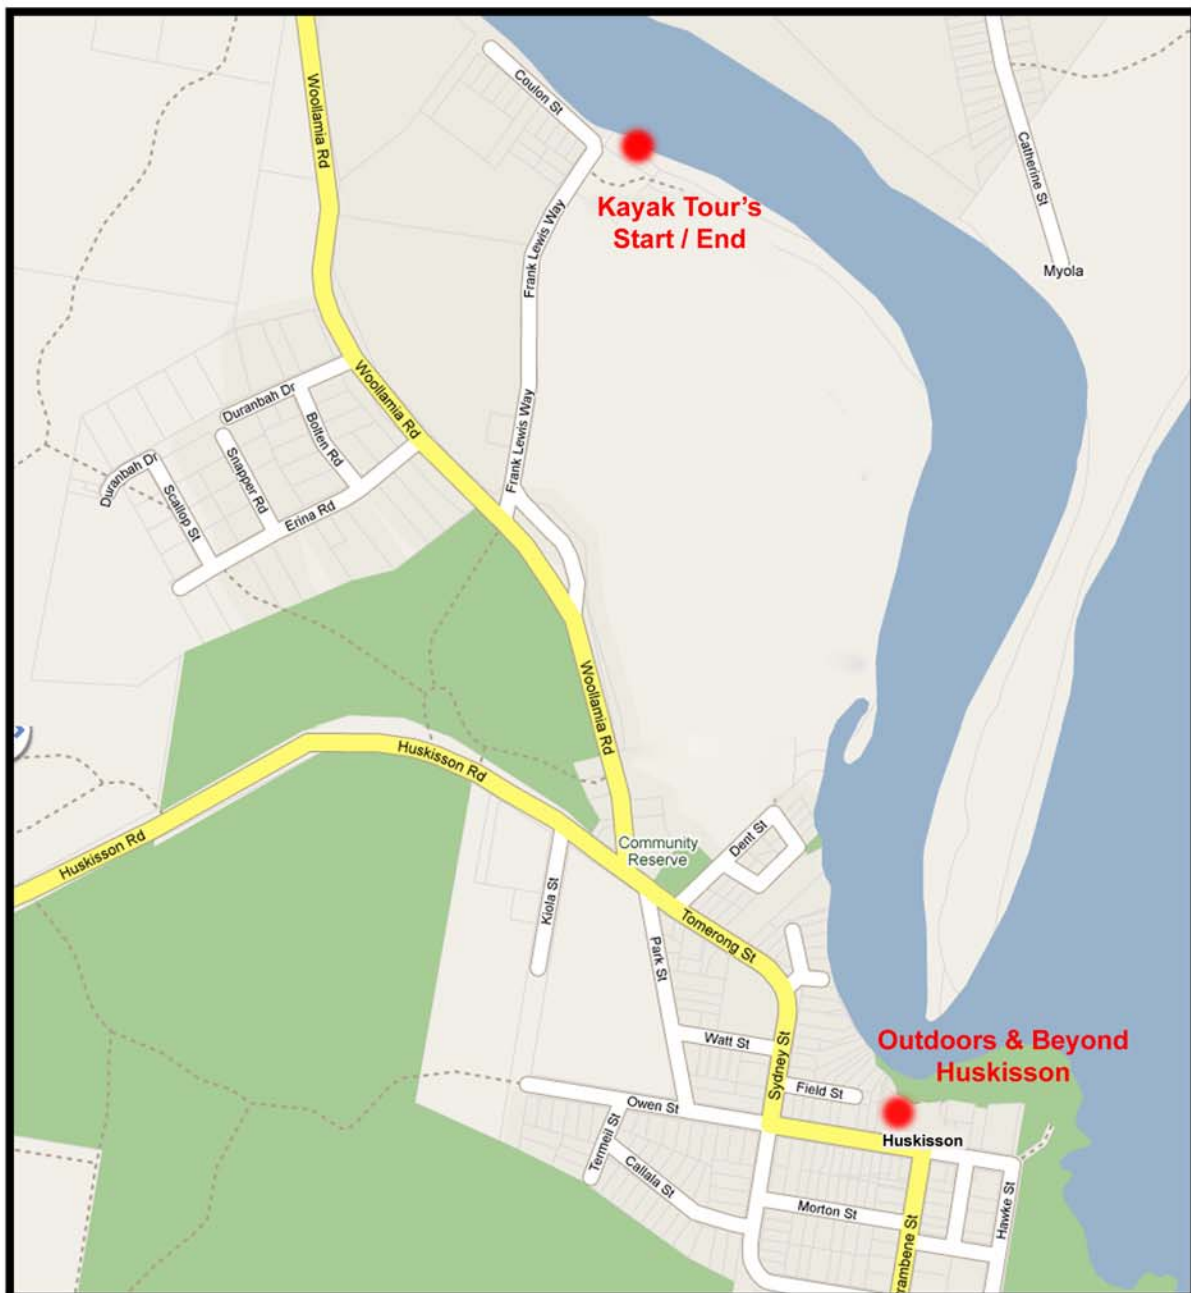 Coulon St
Woollamia Rd
Catherine St
Kayak Tour's
Start / End
Frank Lewis Way
Myola
Woollamia Rd
Duranbah Dr
Frank Lewis Way
Bolten Rd
Snapper Rd
Duranbah Dr
Scallop St
Erina Rd
Woollamia Rd
Huskisson Rd
Huskisson Rd
Community
Reserve
Dent St
Kiola St
Tomerong St
Park St
Watt St
Sydney St
Outdoors & Beyond
Huskisson
Field St
Owen St
Huskisson
Termeil St
Callala St
Morton St
Hawke St
rambene St